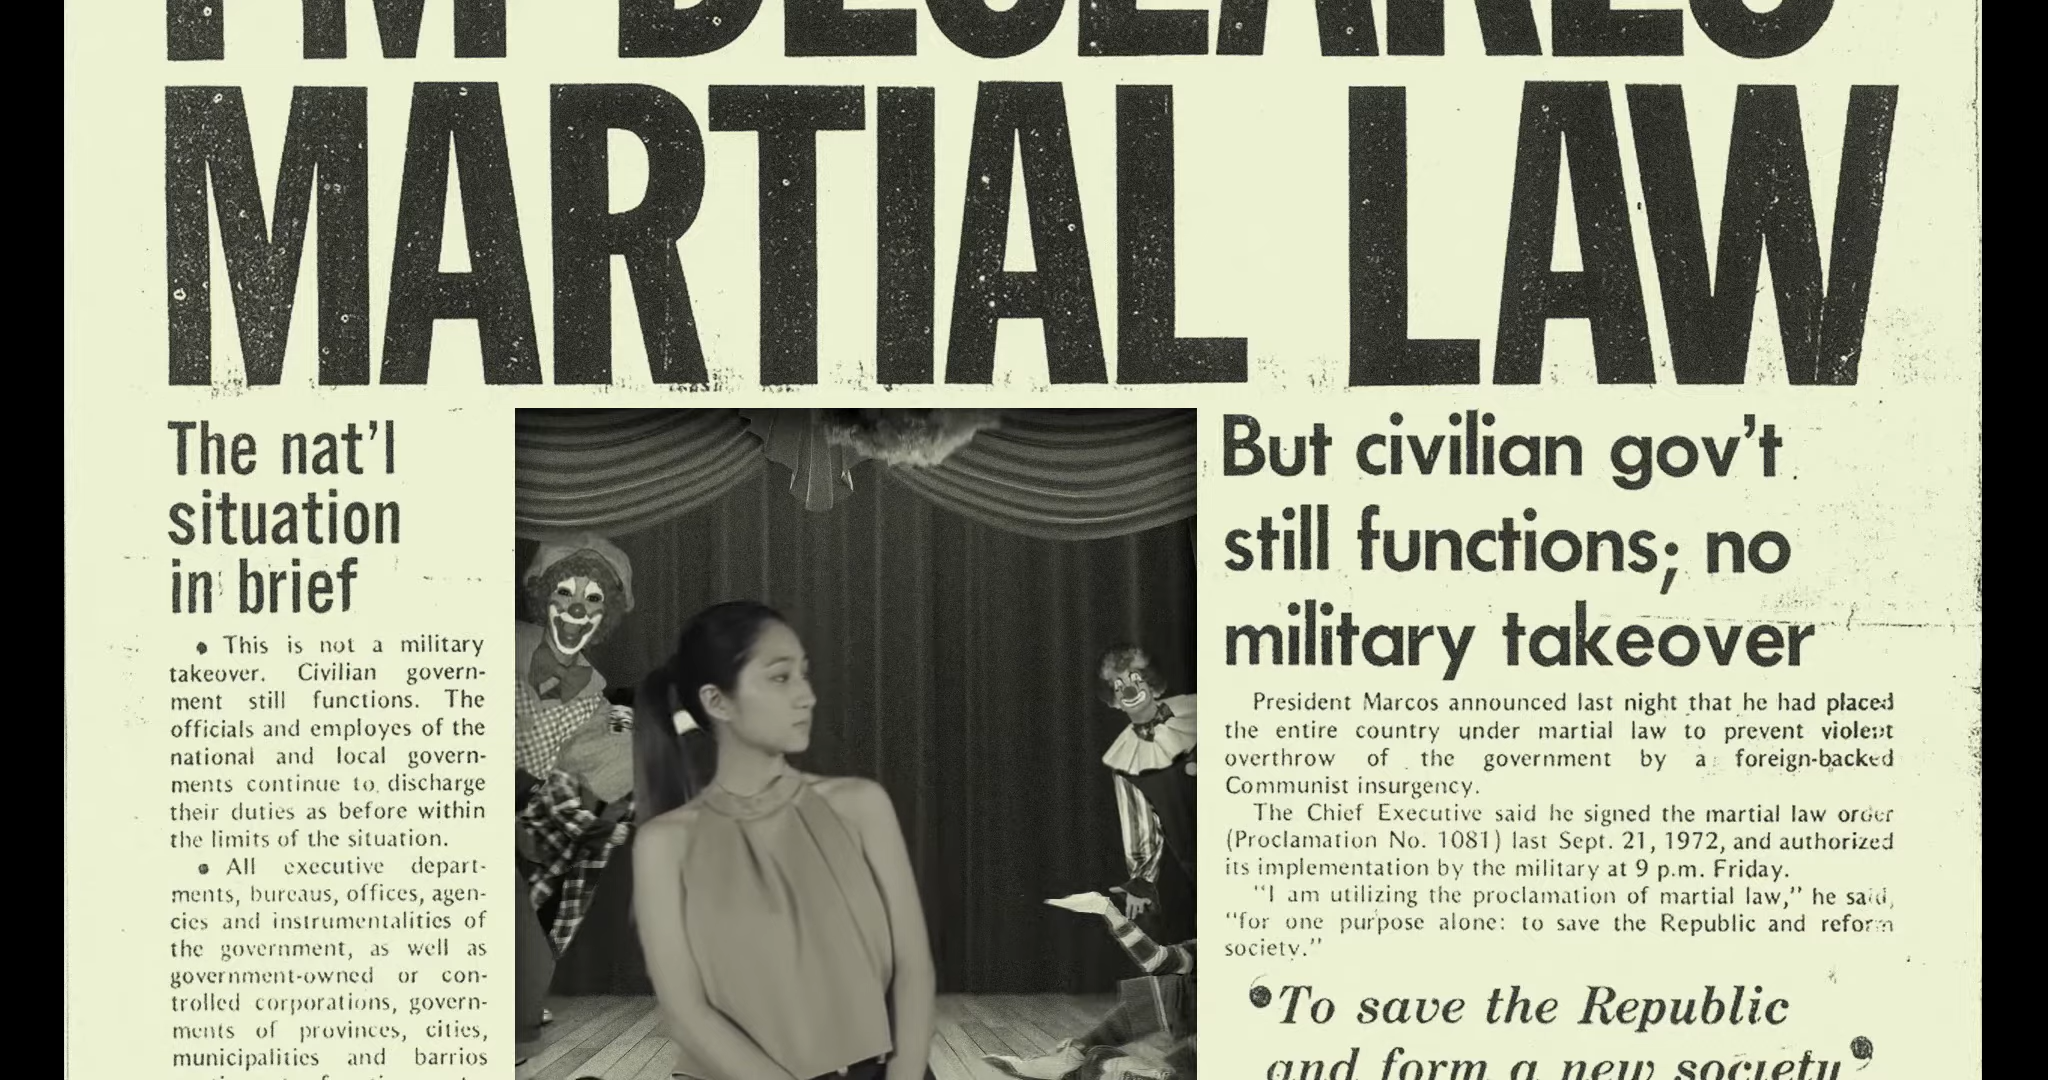 FM DECLARES
MARTIAL LAW
The nat'l
situation
in brief
• This is not a military
takeover. Civilian govern-
ment still functions. The
officials and employes of the
national and local govern-
ments continue to discharge
their duties as before within
the limits of the situation.
• All executive depart-
ments, bureaus, offices, agen-
cies and instrumentalities of
the government, as well as
government-owned or con-
trolled corporations, govern-
ments of provinces, cities,
municipalities and barrios
But civilian gov't
still functions; no
military takeover
President Marcos announced last night that he had placed
the entire country under martial law to prevent violent
overthrow of the government by a foreign-backed
Communist insurgency.
The Chief Executive said he signed the martial law order
(Proclamation No. 1081) last Sept. 21, 1972, and authorized
its implementation by the military at 9 p.m. Friday.
"I am utilizing the proclamation of martial law," he said,
"for one purpose alone: to save the Republic and reform
society."
'To save the Republic
and form a new society'